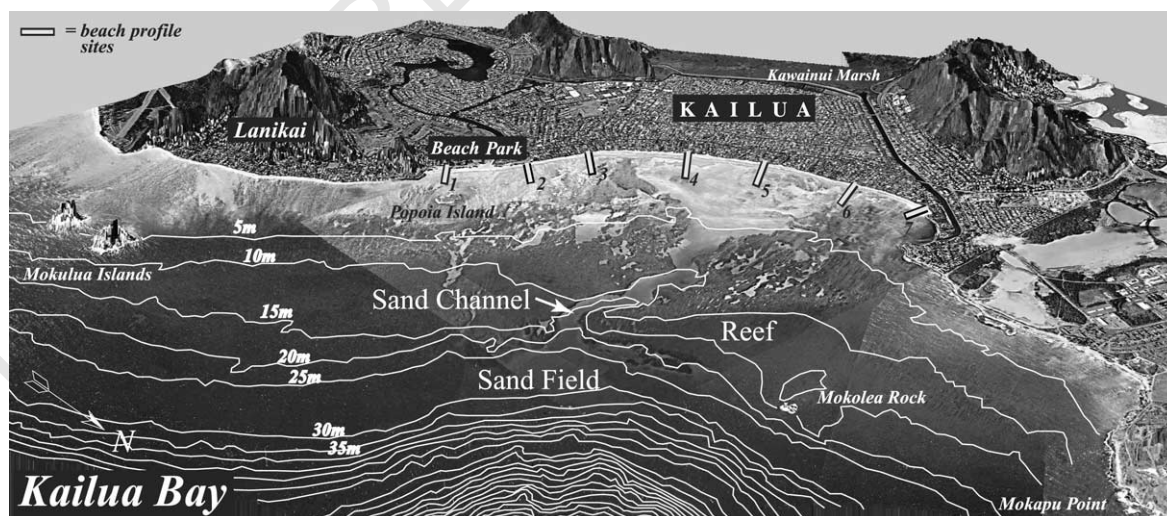 = beach profile
sites
Kawainui Marsh
KAILUA
Lanikai
Beach Park
1
2
3
4
5
6
7
Popoia Island
5m
Mokulua Islands
10m
Sand Channel
15m
Reef
20m
25m
Sand Field
Mokolea Rock
30m
35m
N
Kailua Bay
Mokapu Point